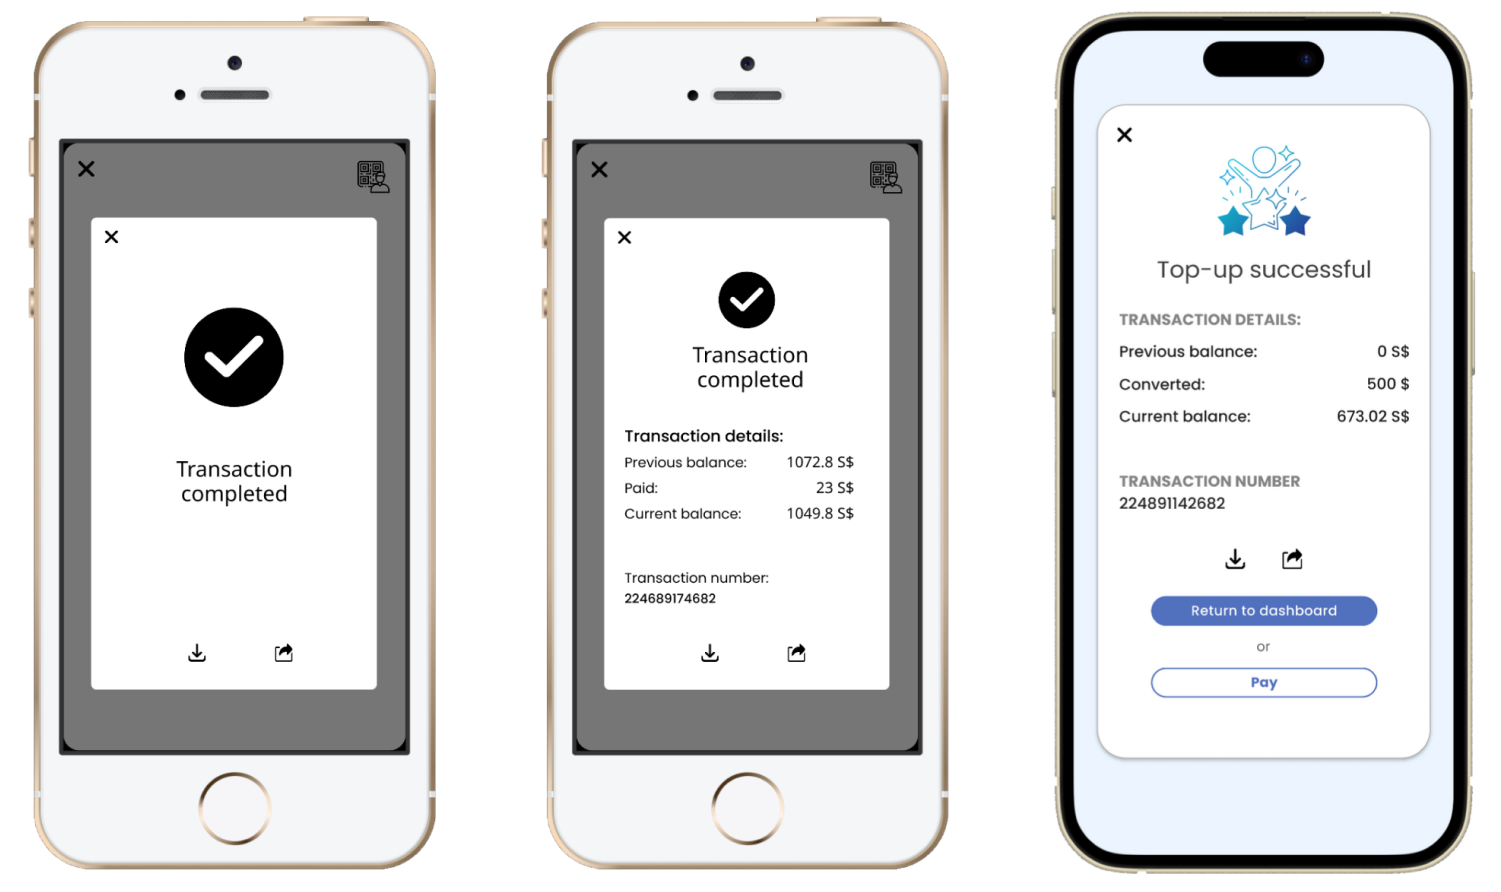 Transaction
completed
Transaction
completed
Transaction details:
Previous balance: 1072.8 S$
Paid: 23 S$
Current balance: 1049.8 S$
Transaction number:
224689174682
Top-up successful
TRANSACTION DETAILS:
Previous balance: 0 S$
Converted: 500 $
Current balance: 673.02 S$
TRANSACTION NUMBER
224891142682
Return to dashboard
or
Pay